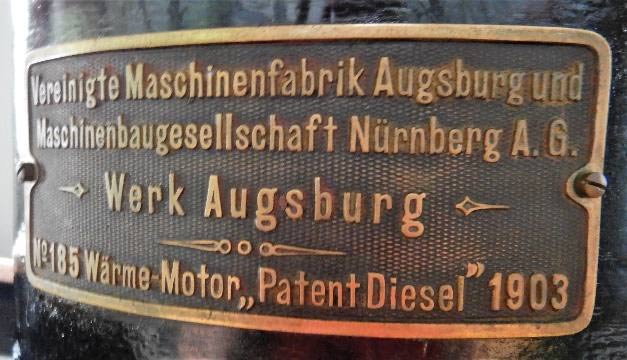 Vereinigte Maschinenfabrik Augsburg und
Maschinenbaugesellschaft Nürnberg A.G.
Werk Augsburg
No 185 Wärme-Motor „Patent Diesel” 1903